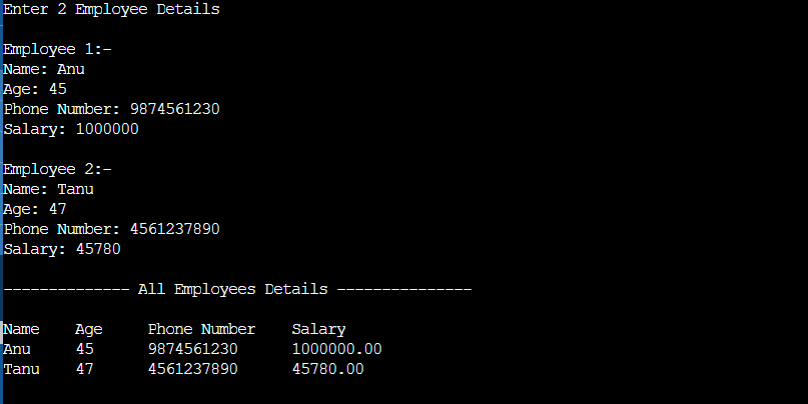 Enter 2 Employee Details
Employee 1:-
Name: Anu
Age: 45
Phone Number: 9874561230
Salary: 1000000
Employee 2:-
Name: Tanu
Age: 47
Phone Number: 4561237890
Salary: 45780
-------------- All Employees Details ---------------
Name    Age     Phone Number    Salary
Anu     45      9874561230      1000000.00
Tanu    47      4561237890      45780.00